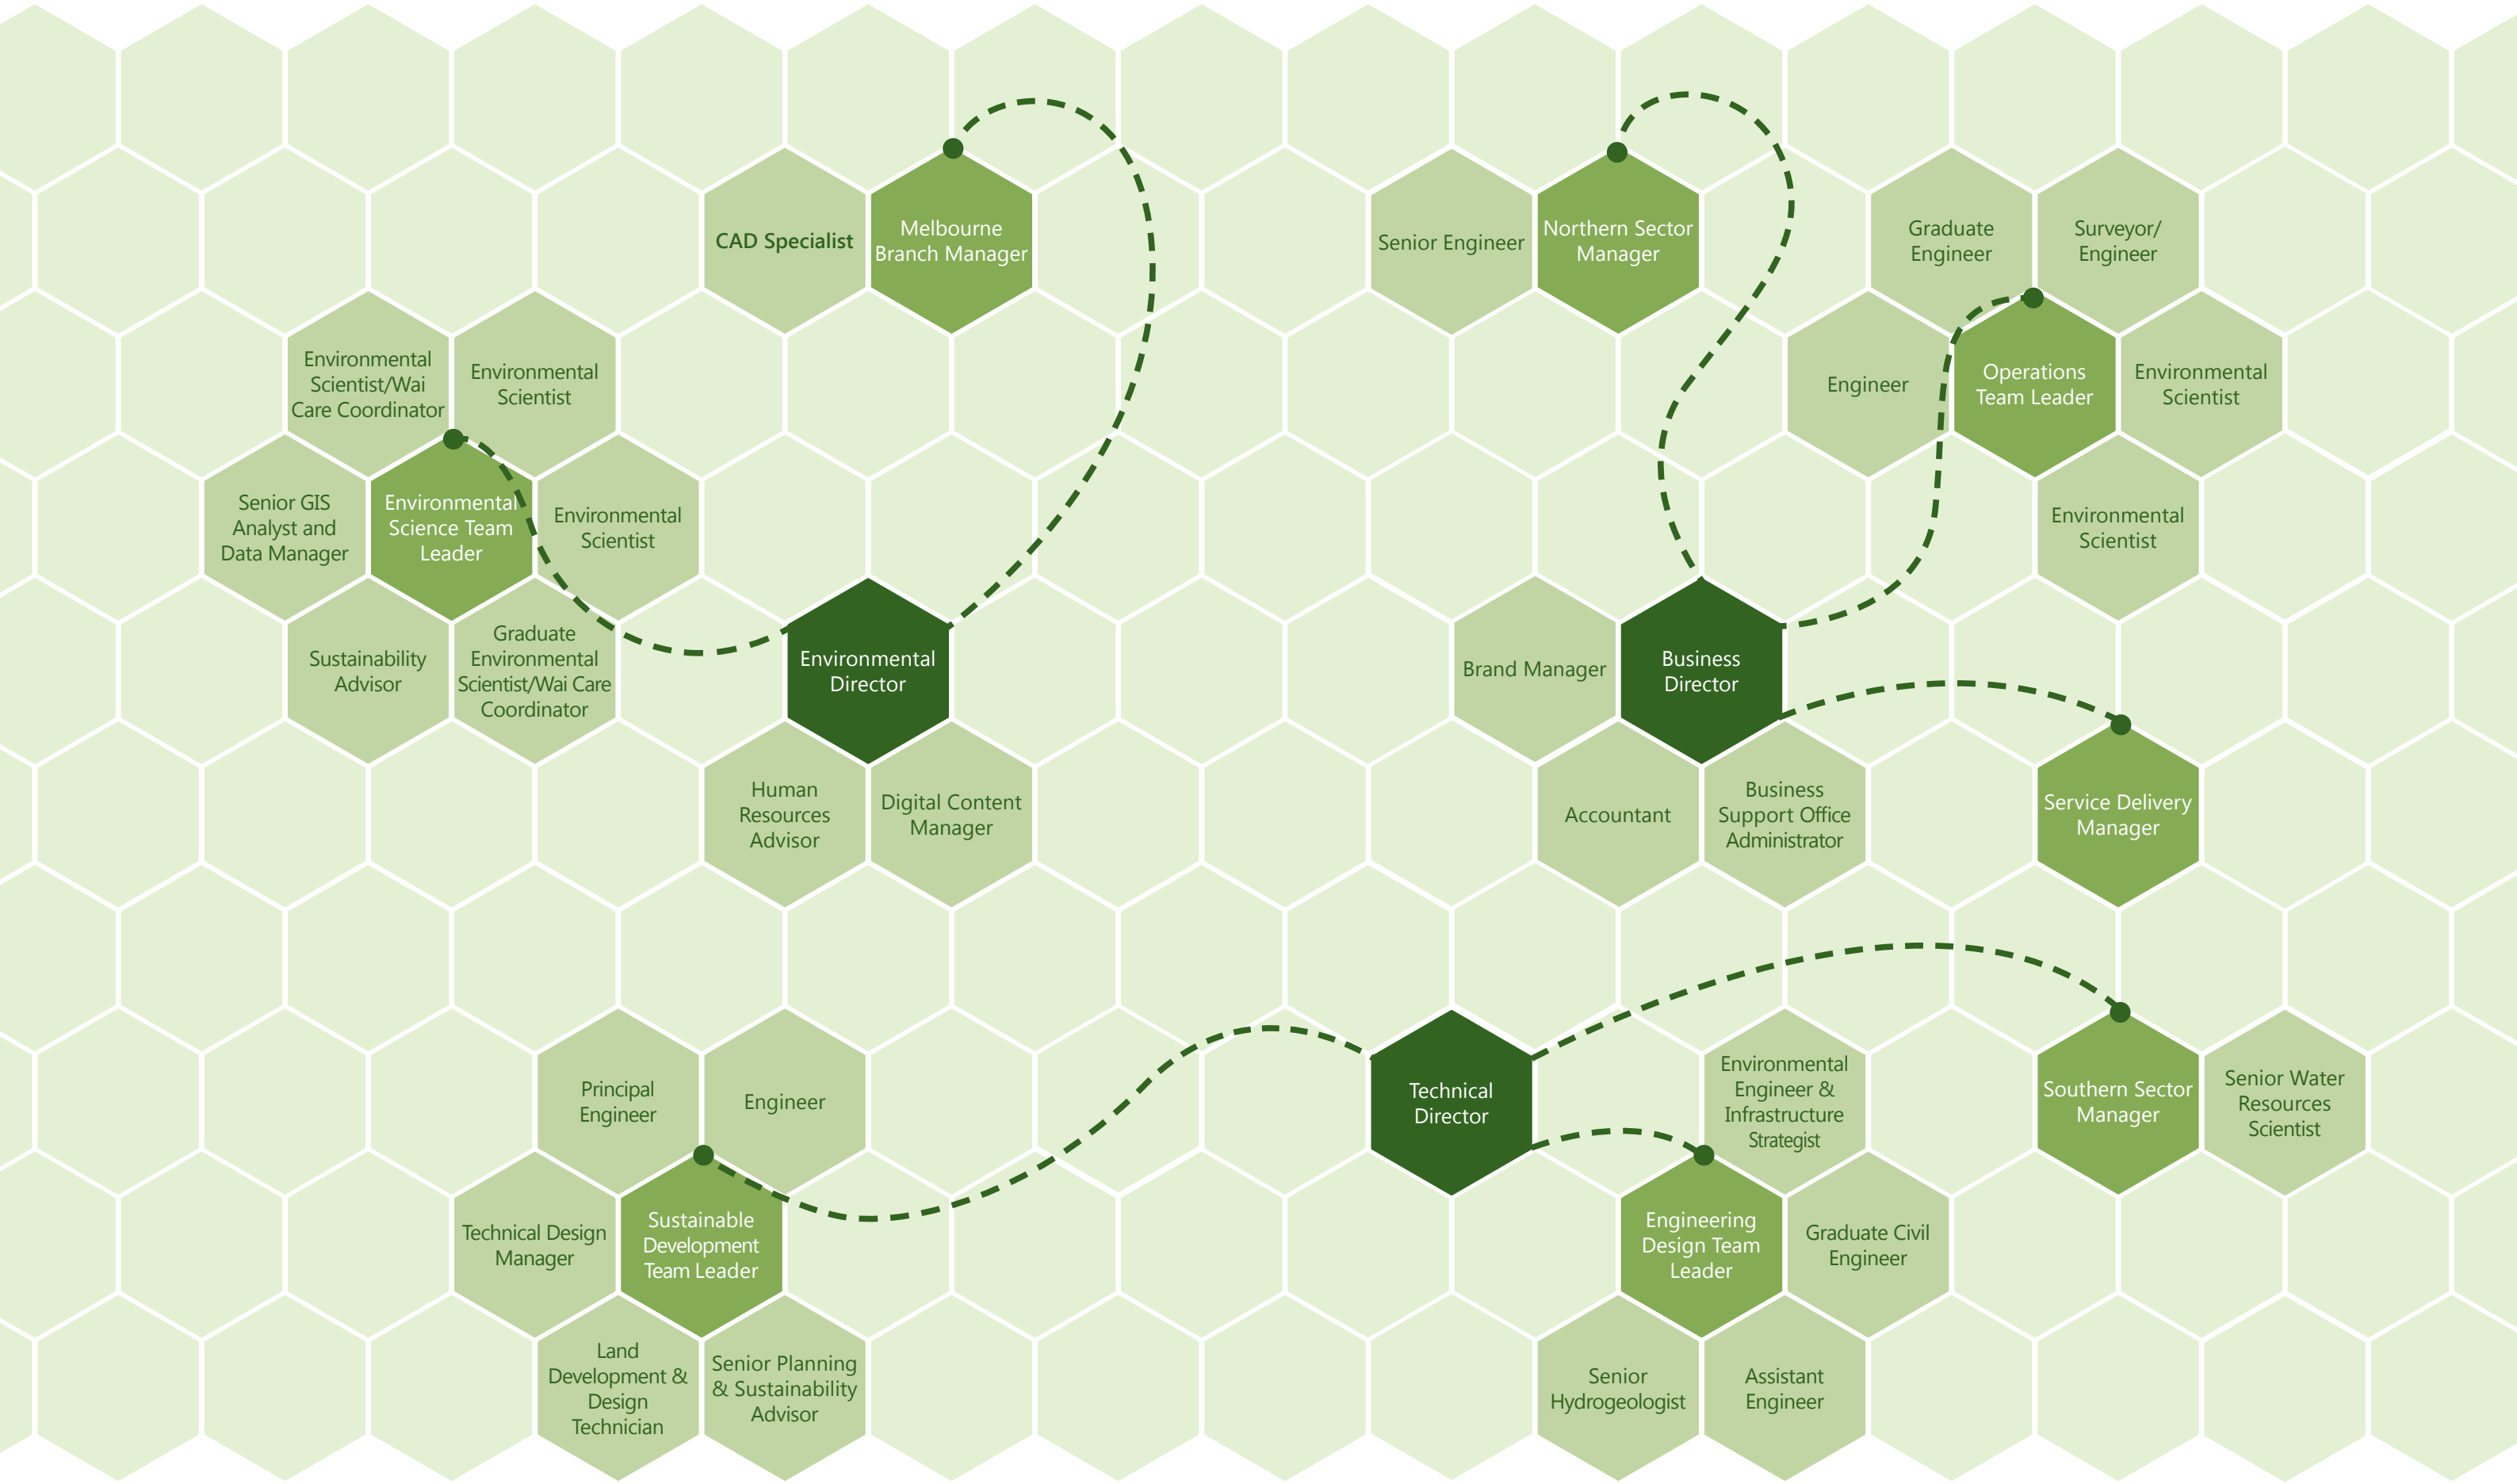 CAD Specialist
Melbourne
Branch Manager
Senior Engineer
Northern Sector
Manager
Graduate
Engineer
Surveyor/
Engineer
Environmental
Scientist/Wai
Care Coordinator
Environmental
Scientist
Engineer
Operations
Team Leader
Environmental
Scientist
Senior GIS
Analyst and
Data Manager
Environmental
Science Team
Leader
Environmental
Scientist
Environmental
Scientist
Sustainability
Advisor
Graduate
Environmental
Scientist/Wai Care
Coordinator
Environmental
Director
Brand Manager
Business
Director
Human
Resources
Advisor
Digital Content
Manager
Accountant
Business
Support Office
Administrator
Service Delivery
Manager
Principal
Engineer
Engineer
Technical
Director
Environmental
Engineer &
Infrastructure
Strategist
Southern Sector
Manager
Senior Water
Resources
Scientist
Technical Design
Manager
Sustainable
Development
Team Leader
Engineering
Design Team
Leader
Graduate Civil
Engineer
Land
Development &
Design
Technician
Senior Planning
& Sustainability
Advisor
Senior
Hydrogeologist
Assistant
Engineer